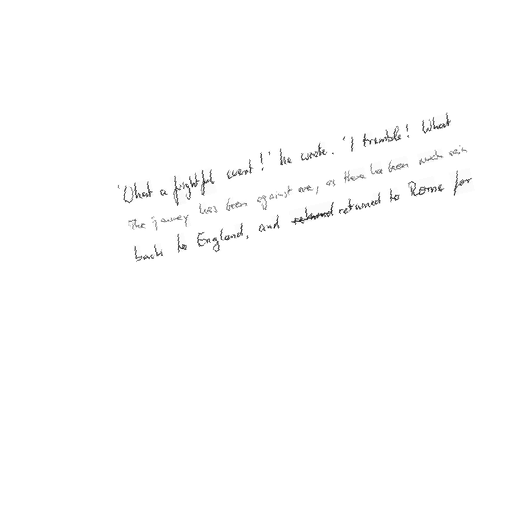 'What a frightful event!' he wrote. 'I tremble! What
The journey has been against me, as there has been much rain
back to England, and returned to Rome for